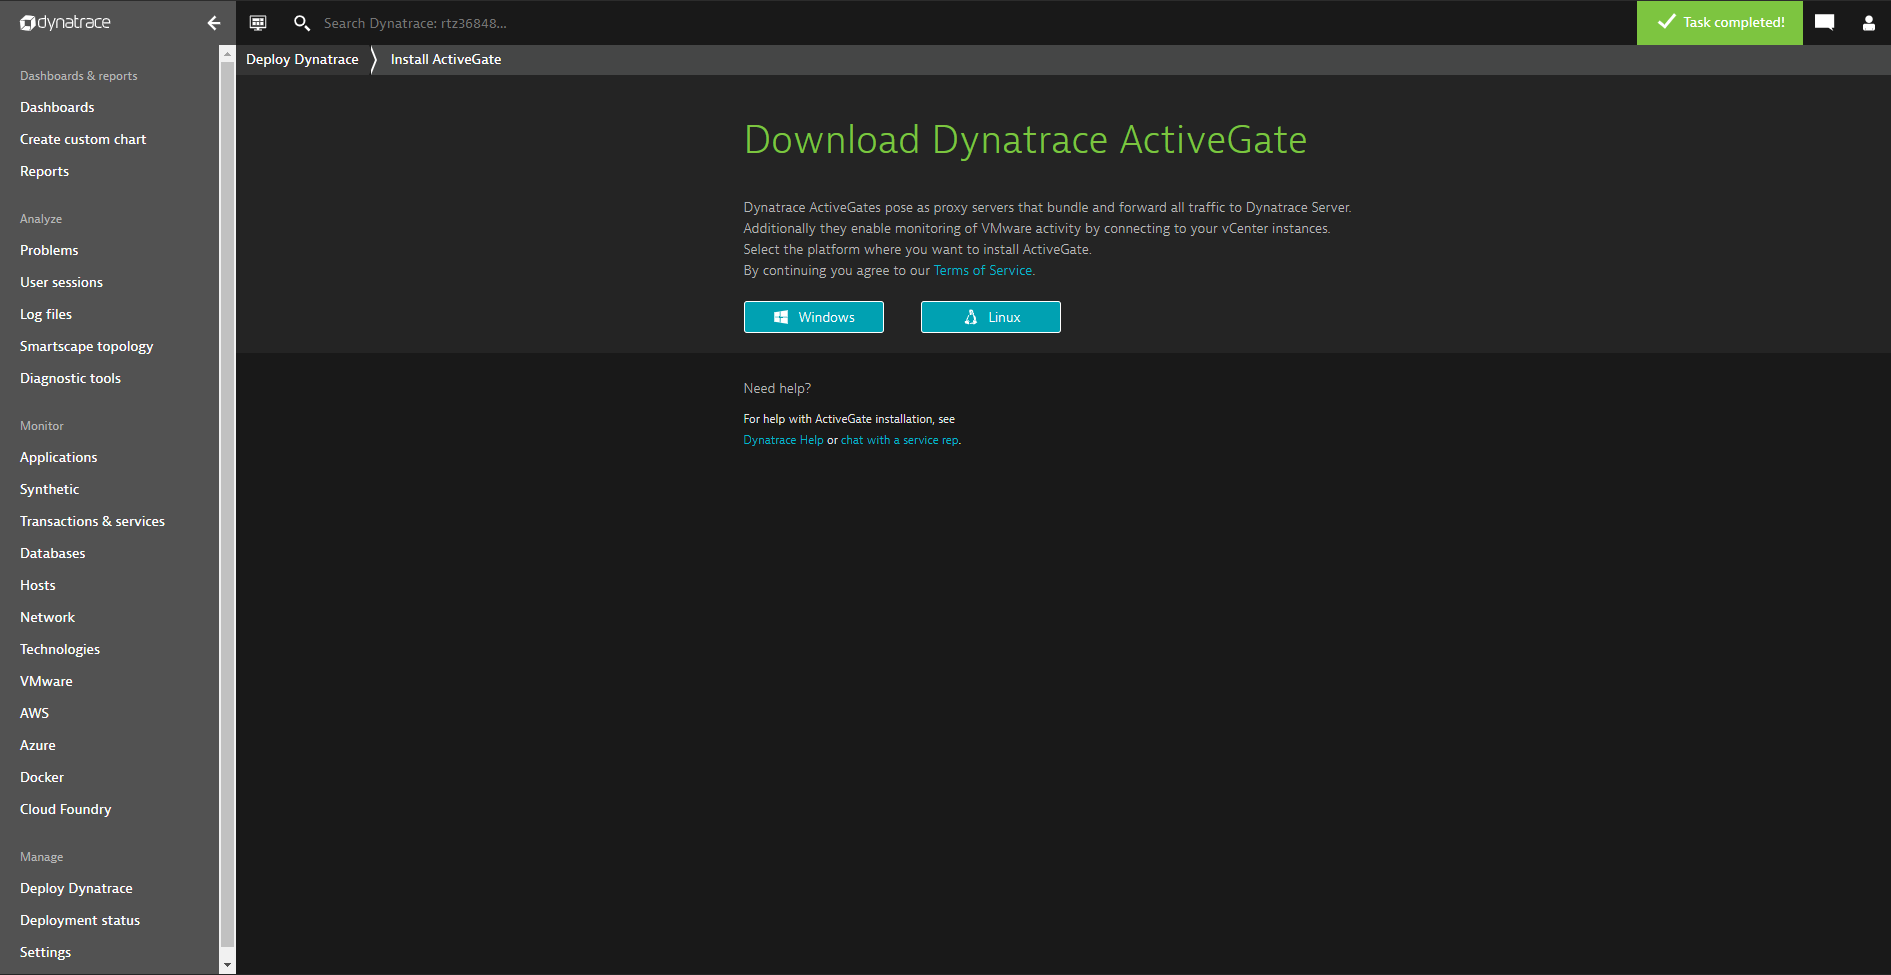 dynatrace
Search Dynatrace: rtz36848...
Task completed!
Deploy Dynatrace
Install ActiveGate
Dashboards & reports
Dashboards
Create custom chart
Reports
Analyze
Problems
User sessions
Log files
Smartscape topology
Diagnostic tools
Monitor
Applications
Synthetic
Transactions & services
Databases
Hosts
Network
Technologies
VMware
AWS
Azure
Docker
Cloud Foundry
Manage
Deploy Dynatrace
Deployment status
Settings
Download Dynatrace ActiveGate
Dynatrace ActiveGates pose as proxy servers that bundle and forward all traffic to Dynatrace Server.
Additionally they enable monitoring of VMware activity by connecting to your vCenter instances.
Select the platform where you want to install ActiveGate.
By continuing you agree to our Terms of Service.
Windows
Linux
Need help?
For help with ActiveGate installation, see
Dynatrace Help or chat with a service rep.